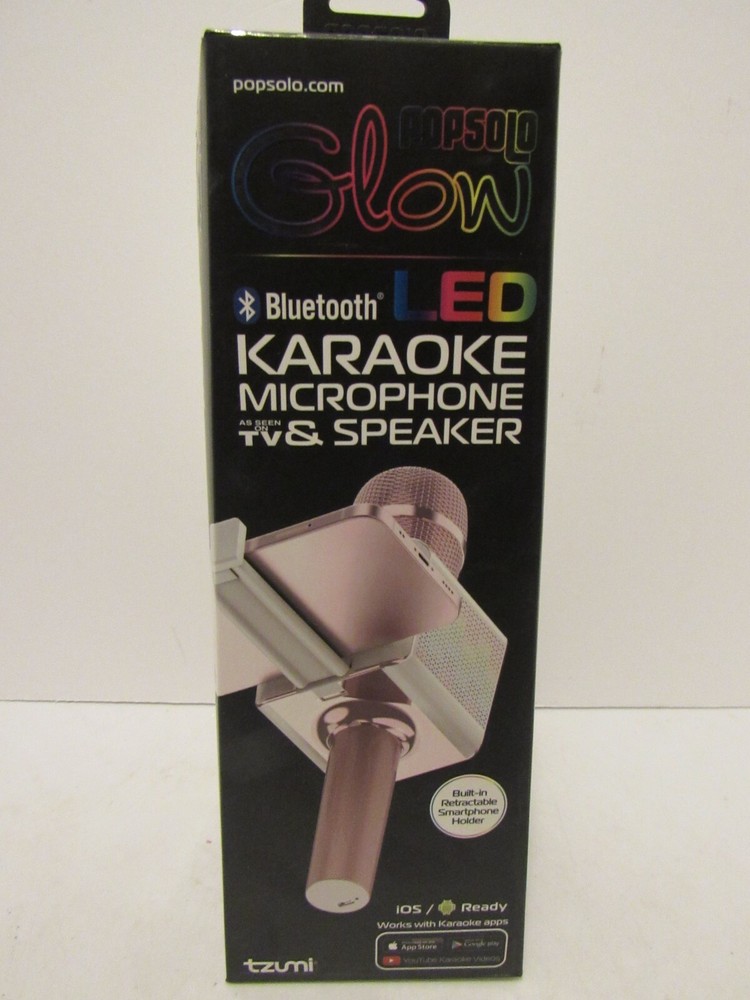 popsolo.com
POPSOLO
Glow
Bluetooth® LED
KARAOKE
MICROPHONE
AS SEEN
ON
TV & SPEAKER
Built-in
Retractable
Smartphone
Holder
iOS / Ready
Works with Karaoke apps
App Store
Google play
YouTube Karaoke Videos
tzumi